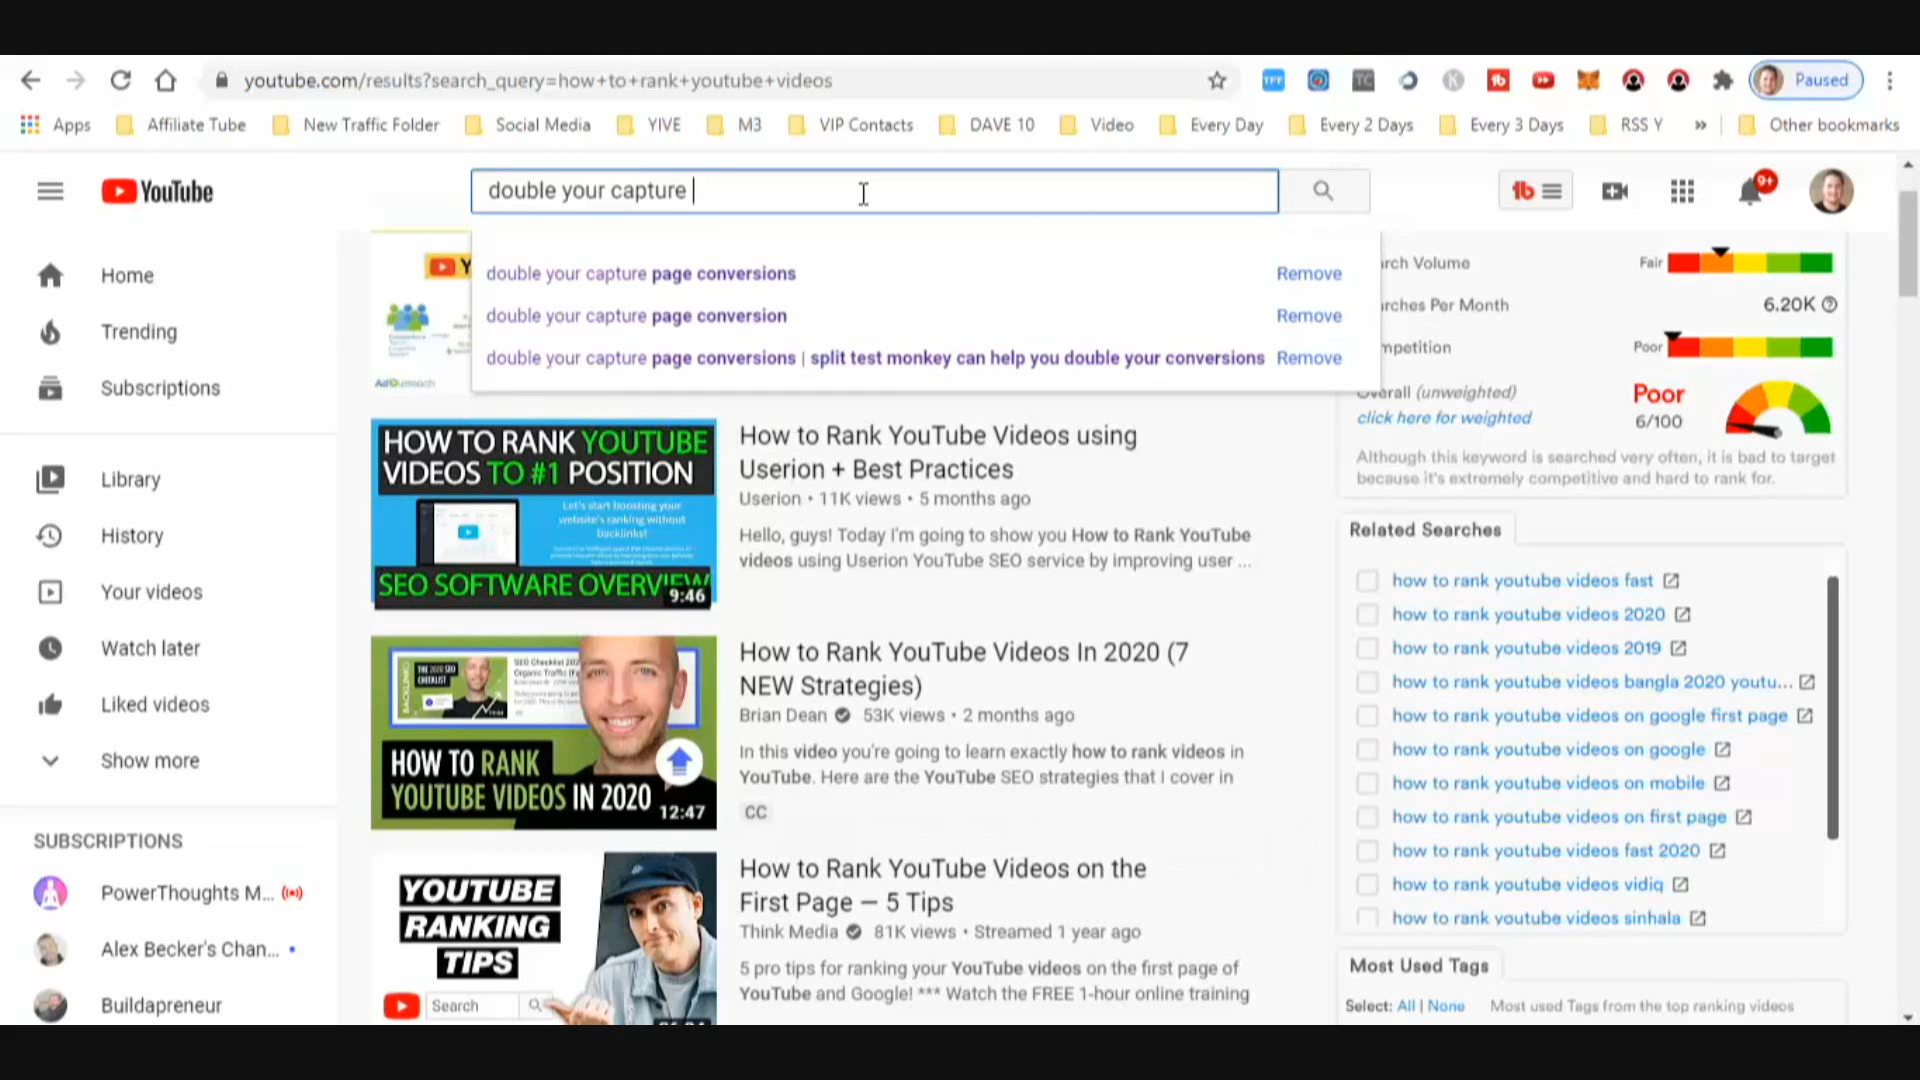 youtube.com/results?search_query=how+to+rank+youtube+videos
Paused
Apps Affiliate Tube New Traffic Folder Social Media YIVE M3 VIP Contacts DAVE 10 Video Every Day Every 2 Days Every 3 Days RSS Y » Other bookmarks
YouTube
double your capture
9+
double your capture page conversions Remove
double your capture page conversion Remove
double your capture page conversions | split test monkey can help you double your conversions Remove
Home
Trending
Subscriptions
Library
History
Your videos
Watch later
Liked videos
Show more
SUBSCRIPTIONS
PowerThoughts M...
Alex Becker's Chan...
Buildapreneur
AdOutreach
HOW TO RANK YOUTUBE
VIDEOS TO #1 POSITION
Let's start boosting your
website's ranking without
backlinks!
SEO SOFTWARE OVERVIEW
9:46
How to Rank YouTube Videos using
Userion + Best Practices
Userion • 11K views • 5 months ago
Hello, guys! Today I'm going to show you How to Rank YouTube
videos using Userion YouTube SEO service by improving user ...
THE 2020 SEO
CHECKLIST
HOW TO RANK
YOUTUBE VIDEOS IN 2020
12:47
How to Rank YouTube Videos In 2020 (7
NEW Strategies)
Brian Dean 53K views • 2 months ago
In this video you're going to learn exactly how to rank videos in
YouTube. Here are the YouTube SEO strategies that I cover in
CC
YOUTUBE
RANKING
TIPS
Search
How to Rank YouTube Videos on the
First Page — 5 Tips
Think Media 81K views • Streamed 1 year ago
5 pro tips for ranking your YouTube videos on the first page of
YouTube and Google! *** Watch the FREE 1-hour online training
rch Volume Fair
rches Per Month 6.20K
mpetition Poor
Overall (unweighted) Poor
click here for weighted 6/100
Although this keyword is searched very often, it is bad to target
because it's extremely competitive and hard to rank for.
Related Searches
how to rank youtube videos fast
how to rank youtube videos 2020
how to rank youtube videos 2019
how to rank youtube videos bangla 2020 youtu...
how to rank youtube videos on google first page
how to rank youtube videos on google
how to rank youtube videos on mobile
how to rank youtube videos on first page
how to rank youtube videos fast 2020
how to rank youtube videos vidiq
how to rank youtube videos sinhala
Most Used Tags
Select: All | None Most used Tags from the top ranking videos